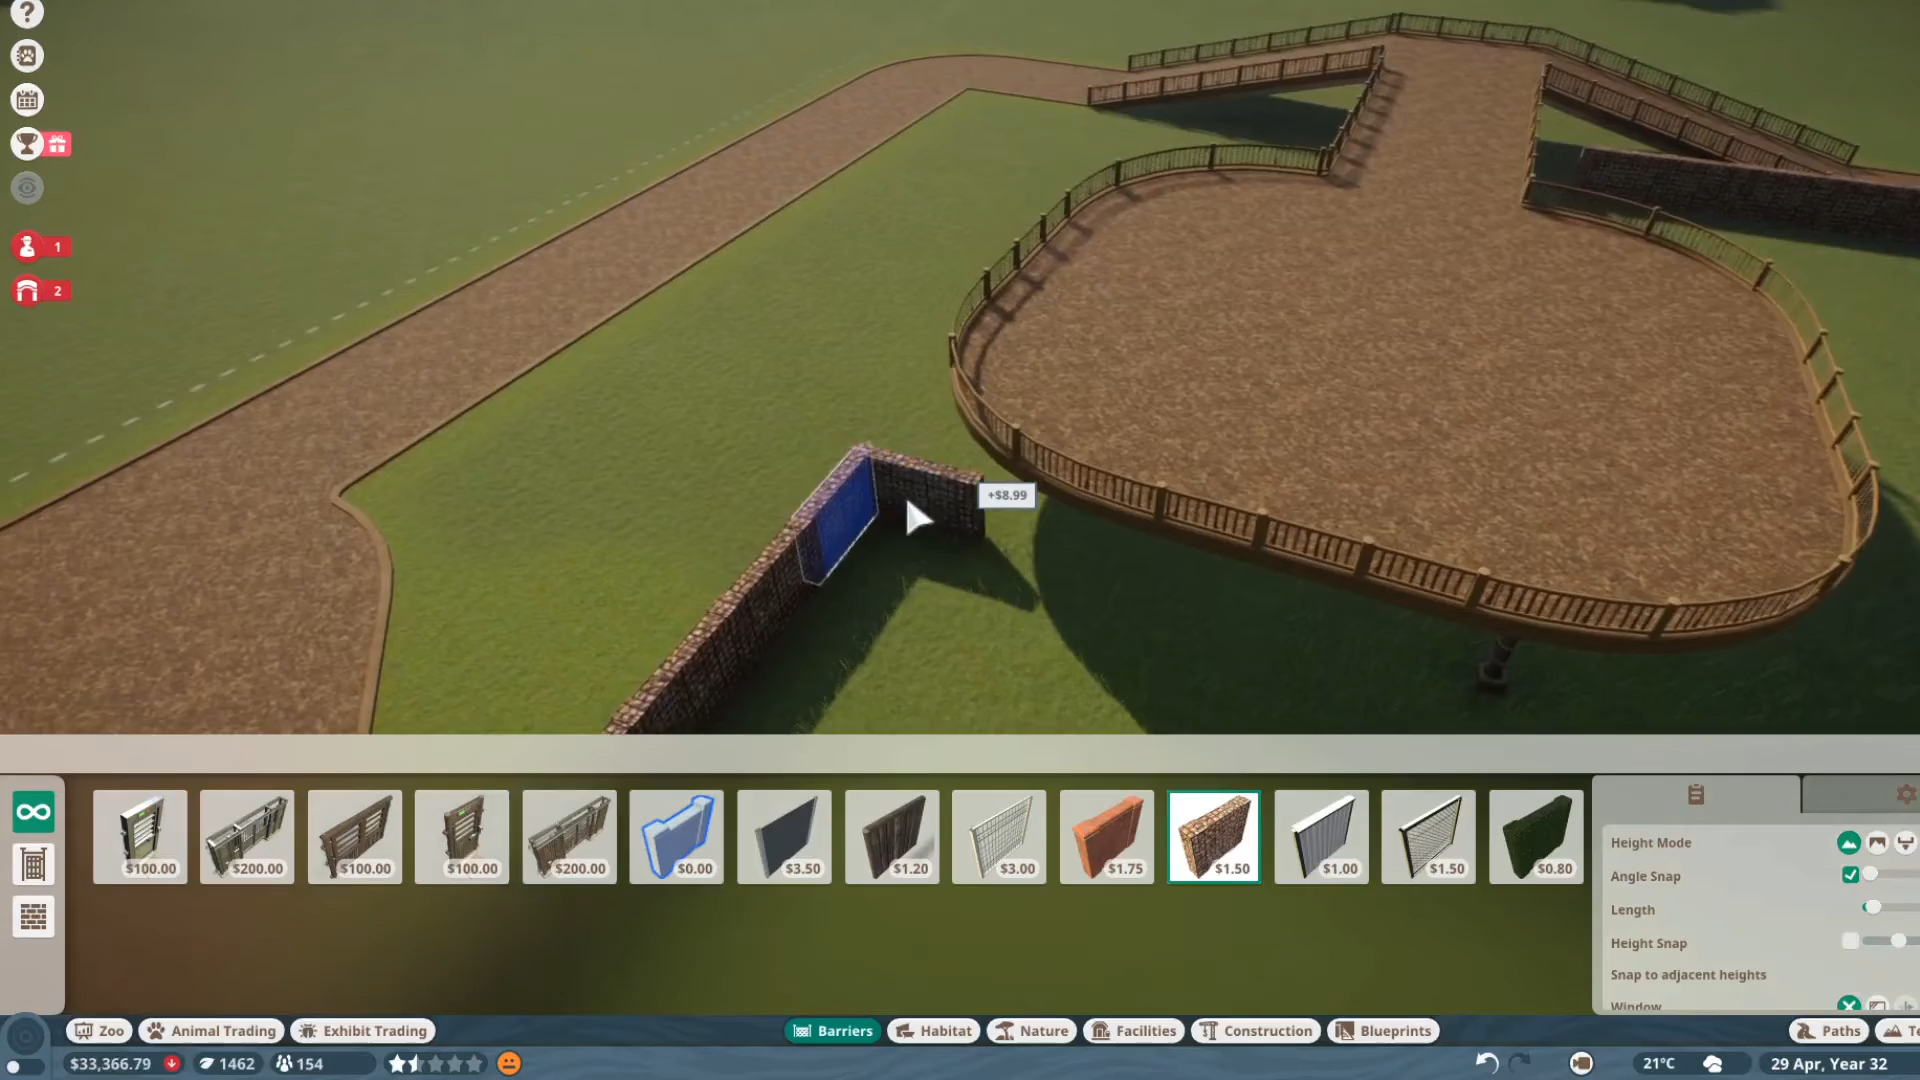 ?
1
2
+$8.99
$100.00
$200.00
$100.00
$100.00
$200.00
$0.00
$3.50
$1.20
$3.00
$1.75
$1.50
$1.00
$1.50
$0.80
Height Mode
Angle Snap
Length
Height Snap
Snap to adjacent heights
Window
Zoo
Animal Trading
Exhibit Trading
Barriers
Habitat
Nature
Facilities
Construction
Blueprints
Paths
Te
$33,366.79
1462
154
21°C
29 Apr, Year 32